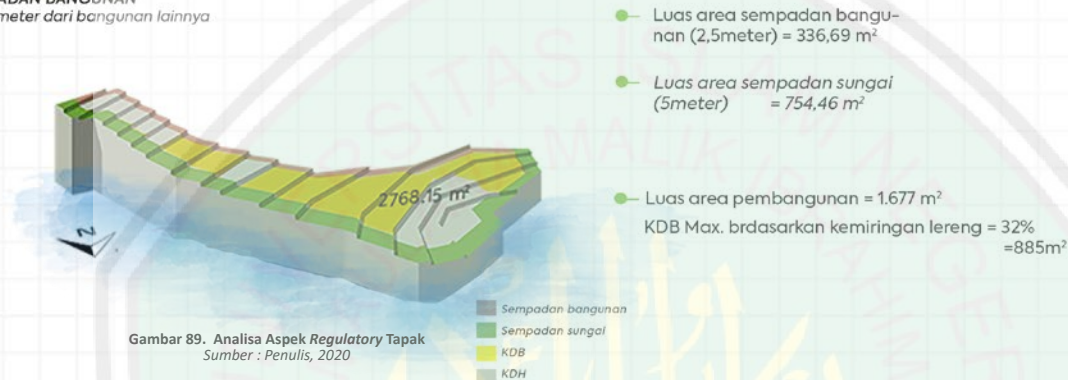 ADAN BANGUNAN
meter dari bangunan lainnya
Luas area sempadan bangu-
nan (2,5meter) = 336,69 m²
Luas area sempadan sungai
(5meter) = 754,46 m²
Luas area pembangunan = 1.677 m²
KDB Max. brdasarkan kemiringan lereng = 32%
=885m²
2768.15 m²
N
Sempadan bangunan
Sempadan sungai
KDB
KDH
Gambar 89. Analisa Aspek Regulatory Tapak
Sumber : Penulis, 2020